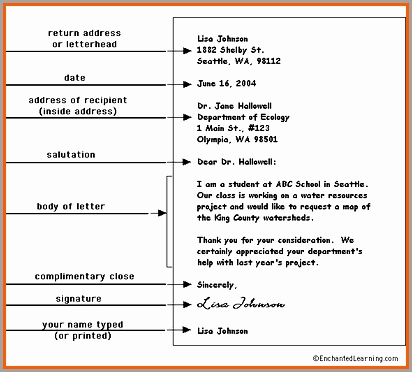 return address
or letterhead
Lisa Johnson
1882 Shelby St.
Seattle, WA, 98112
date
June 16, 2004
address of recipient
(inside address)
Dr. Jane Hallowell
Department of Ecology
1 Main St., #123
Olympia, WA 98501
salutation
Dear Dr. Hallowell:
body of letter
I am a student at ABC School in Seattle.
Our class is working on a water resources
project and would like to request a map of
the King County watersheds.
Thank you for your consideration. We
certainly appreciated your department's
help with last year's project.
complimentary close
Sincerely,
signature
Lisa Johnson
your name typed
(or printed)
Lisa Johnson
©EnchantedLearning.com